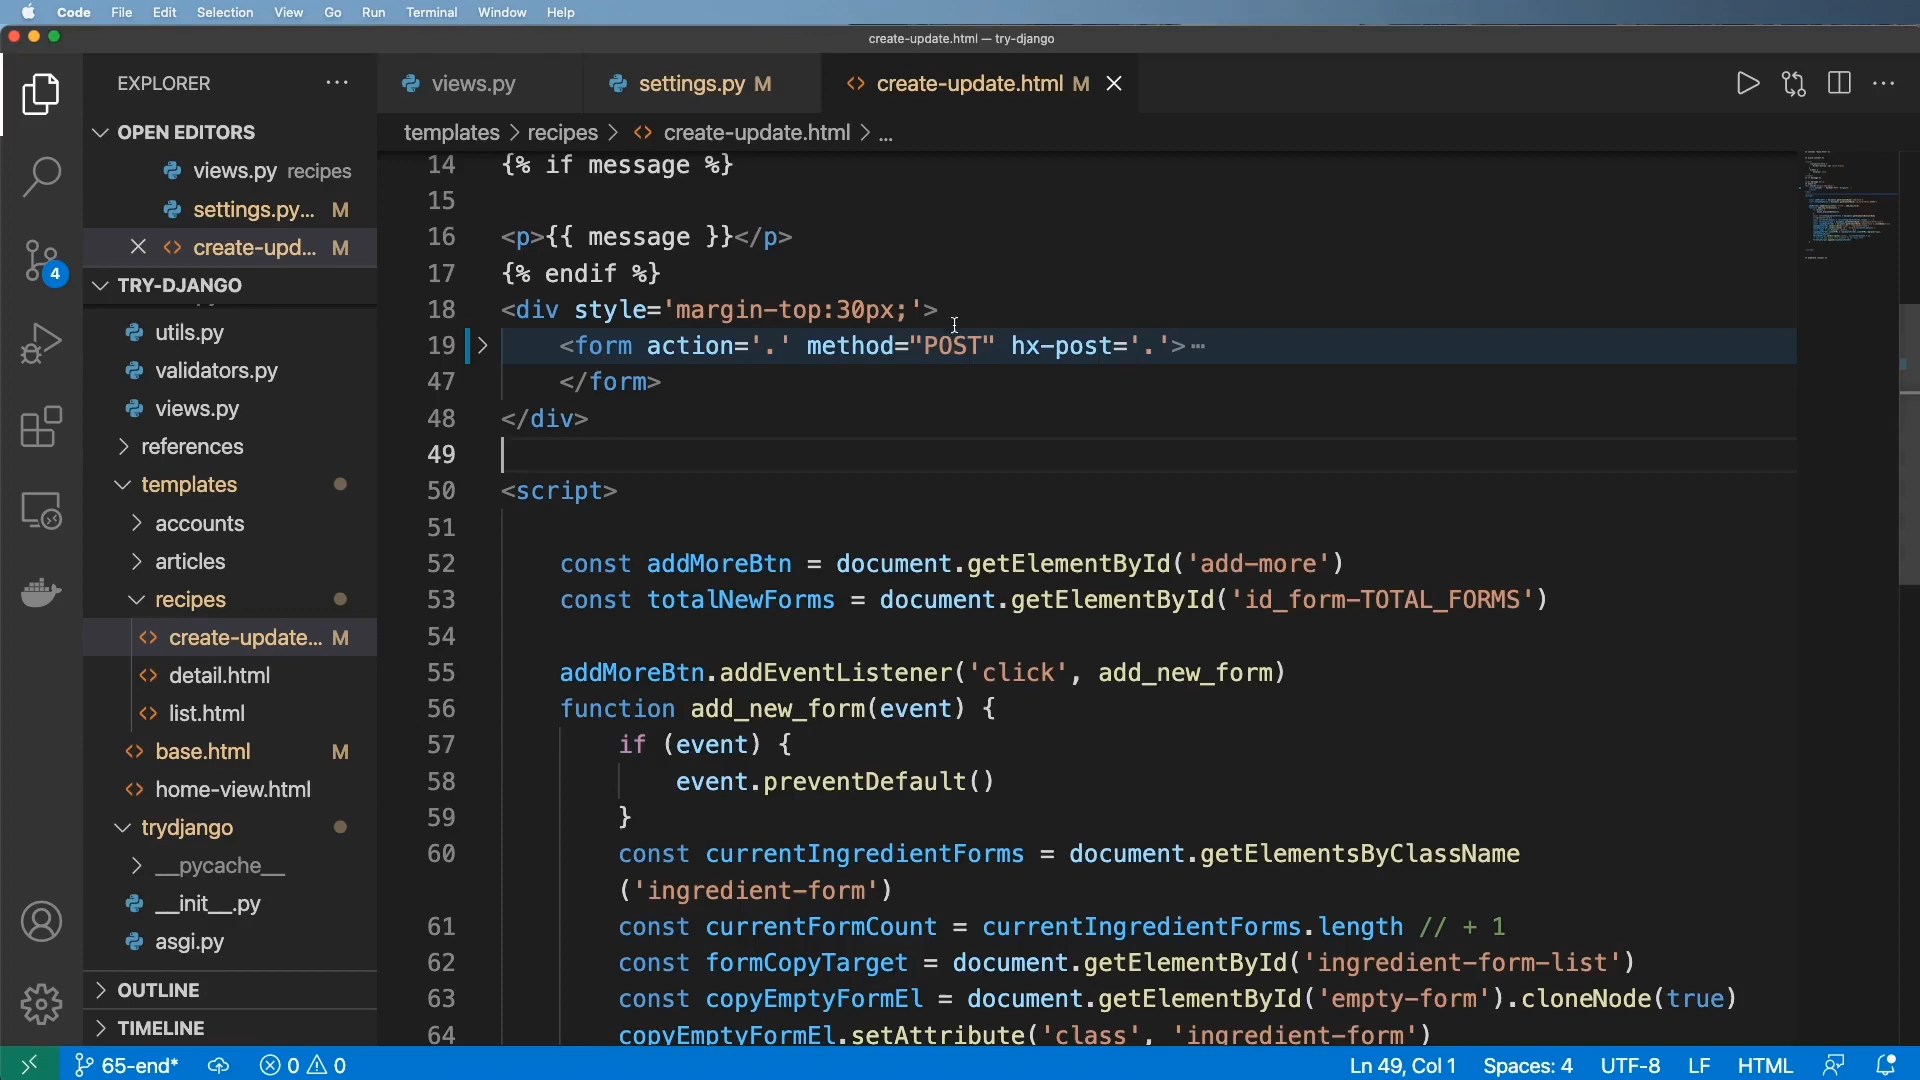 Code File Edit Selection View Go Run Terminal Window Help
create-update.html — try-django
EXPLORER
views.py
settings.py M
create-update.html M
OPEN EDITORS
templates > recipes > create-update.html > ...
views.py recipes
settings.py... M
create-upd... M
TRY-DJANGO
utils.py
validators.py
views.py
references
templates
accounts
articles
recipes
create-update... M
detail.html
list.html
base.html M
home-view.html
trydjango
__pycache__
__init__.py
asgi.py
OUTLINE
TIMELINE
4
14 {% if message %}
15
16 <p>{{ message }}</p>
17 {% endif %}
18 <div style='margin-top:30px;'>
19 <form action='.' method="POST" hx-post='.'>…
47 </form>
48 </div>
49
50 <script>
51
52 const addMoreBtn = document.getElementById('add-more')
53 const totalNewForms = document.getElementById('id_form-TOTAL_FORMS')
54
55 addMoreBtn.addEventListener('click', add_new_form)
56 function add_new_form(event) {
57 if (event) {
58 event.preventDefault()
59 }
60 const currentIngredientForms = document.getElementsByClassName
('ingredient-form')
61 const currentFormCount = currentIngredientForms.length // + 1
62 const formCopyTarget = document.getElementById('ingredient-form-list')
63 const copyEmptyFormEl = document.getElementById('empty-form').cloneNode(true)
64 copyEmptyFormEl.setAttribute('class', 'ingredient-form')
65-end* 0 0 Ln 49, Col 1 Spaces: 4 UTF-8 LF HTML